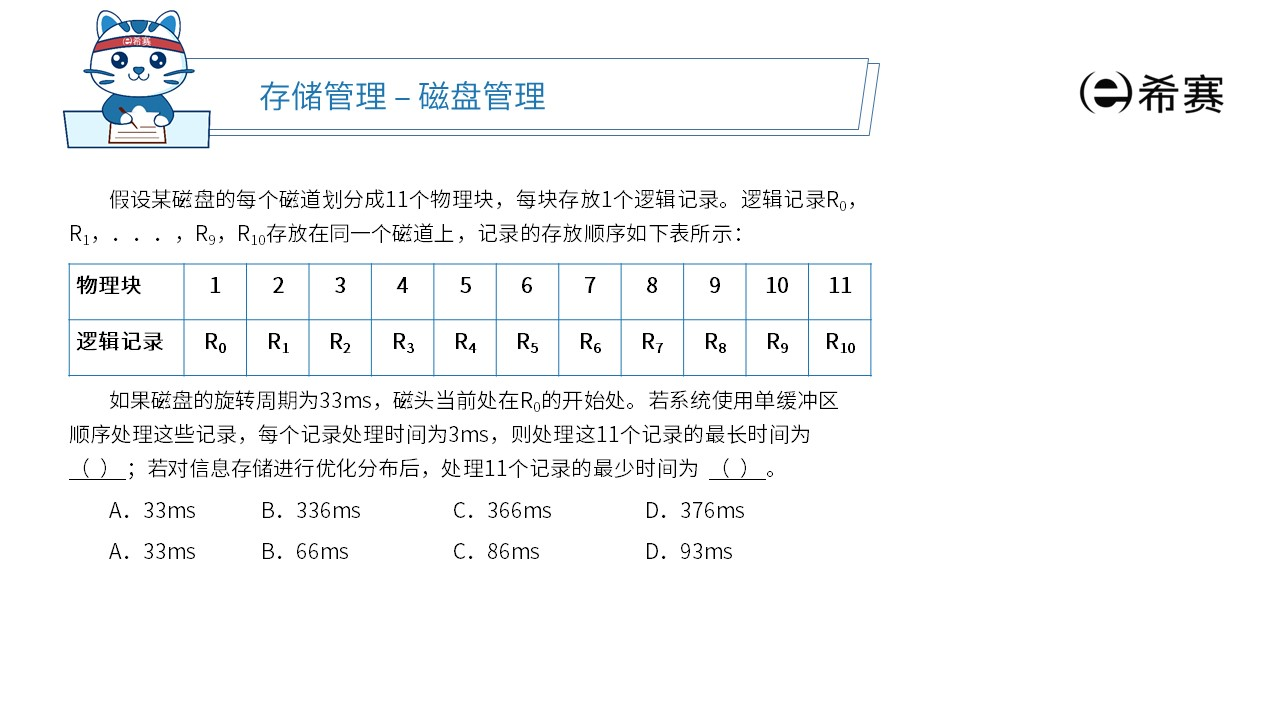 希赛
存储管理 – 磁盘管理
希赛
假设某磁盘的每个磁道划分成11个物理块，每块存放1个逻辑记录。逻辑记录R0，
R1，．．．，R9，R10存放在同一个磁道上，记录的存放顺序如下表所示：
物理块 1 2 3 4 5 6 7 8 9 10 11
逻辑记录 R0 R1 R2 R3 R4 R5 R6 R7 R8 R9 R10
如果磁盘的旋转周期为33ms，磁头当前处在R0的开始处。若系统使用单缓冲区
顺序处理这些记录，每个记录处理时间为3ms，则处理这11个记录的最长时间为
（ ）；若对信息存储进行优化分布后，处理11个记录的最少时间为 （ ）。
A．33ms B．336ms C．366ms D．376ms
A．33ms B．66ms C．86ms D．93ms